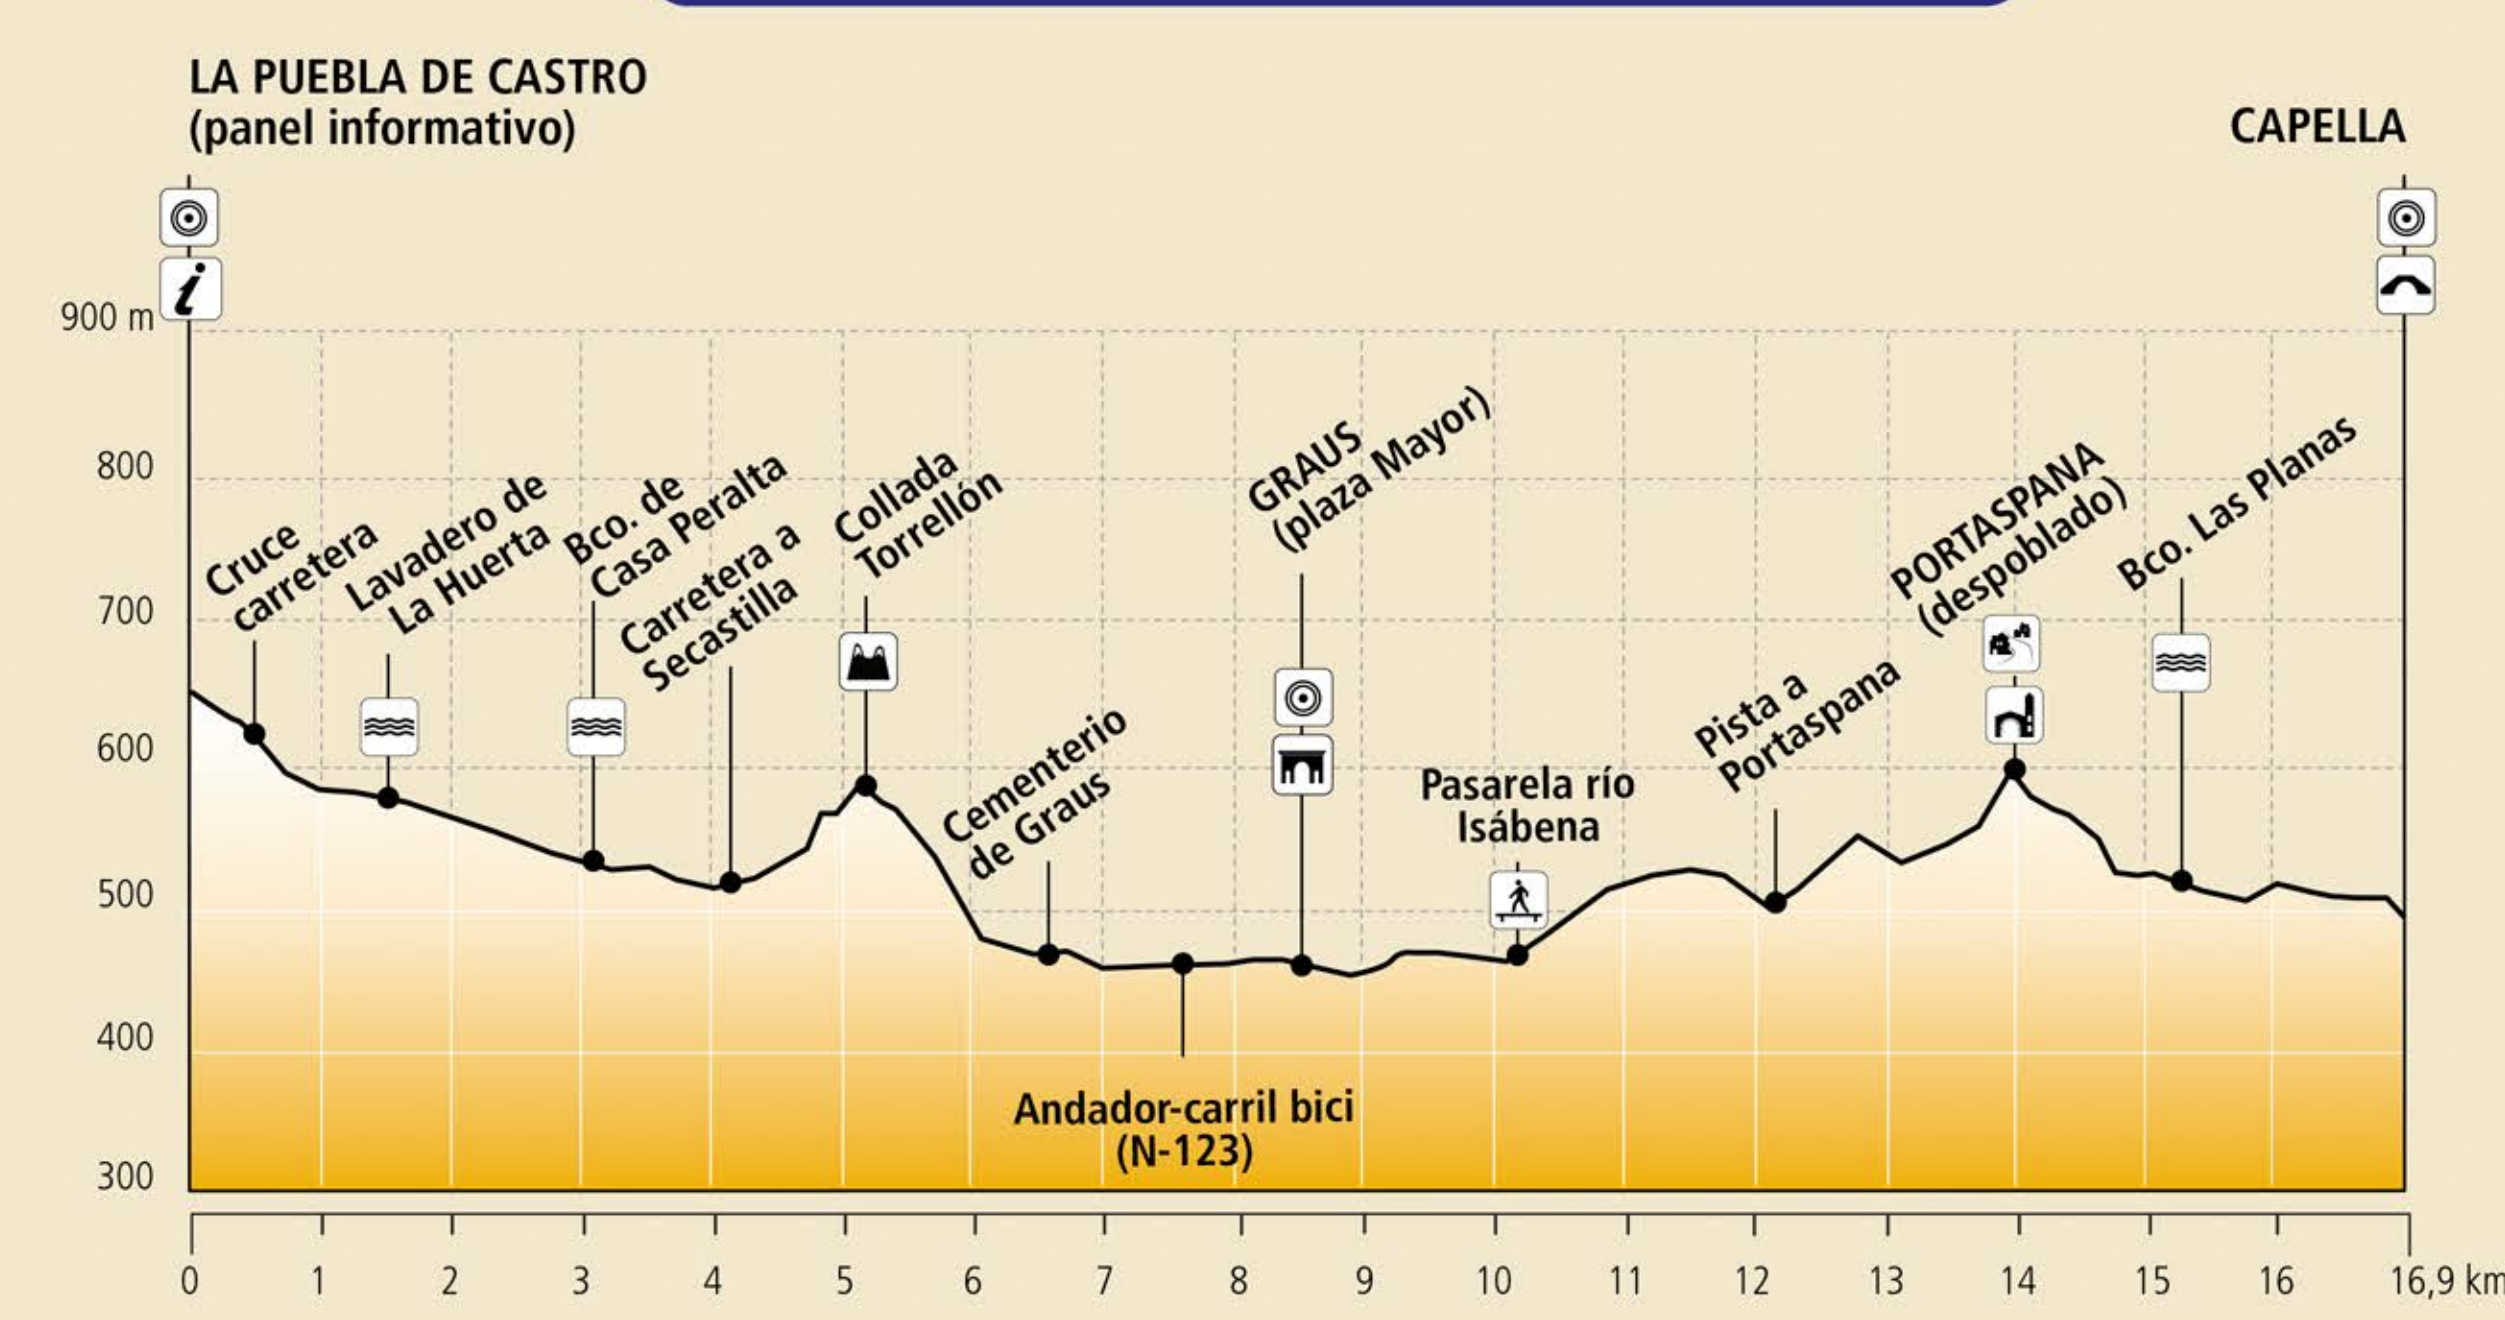 LA PUEBLA DE CASTRO
(panel informativo)
CAPELLA
i
900 m
800
700
600
500
400
300
Cruce
carretera
Lavadero de
La Huerta
Bco. de
Casa Peralta
Carretera a
Secastilla
Collada
Torrellón
Cementerio
de Graus
Andador-carril bici
(N-123)
GRAUS
(plaza Mayor)
Pasarela río
Isábena
Pista a
Portaspana
PORTASPANA
(despoblado)
Bco. Las Planas
0 1 2 3 4 5 6 7 8 9 10 11 12 13 14 15 16 16,9 km